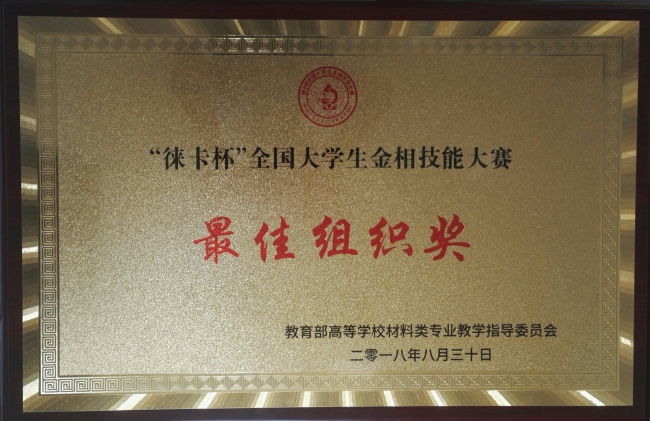 “徕卡杯”全国大学生金相技能大赛
最佳组织奖
教育部高等学校材料类专业教学指导委员会
二零一八年八月三十日